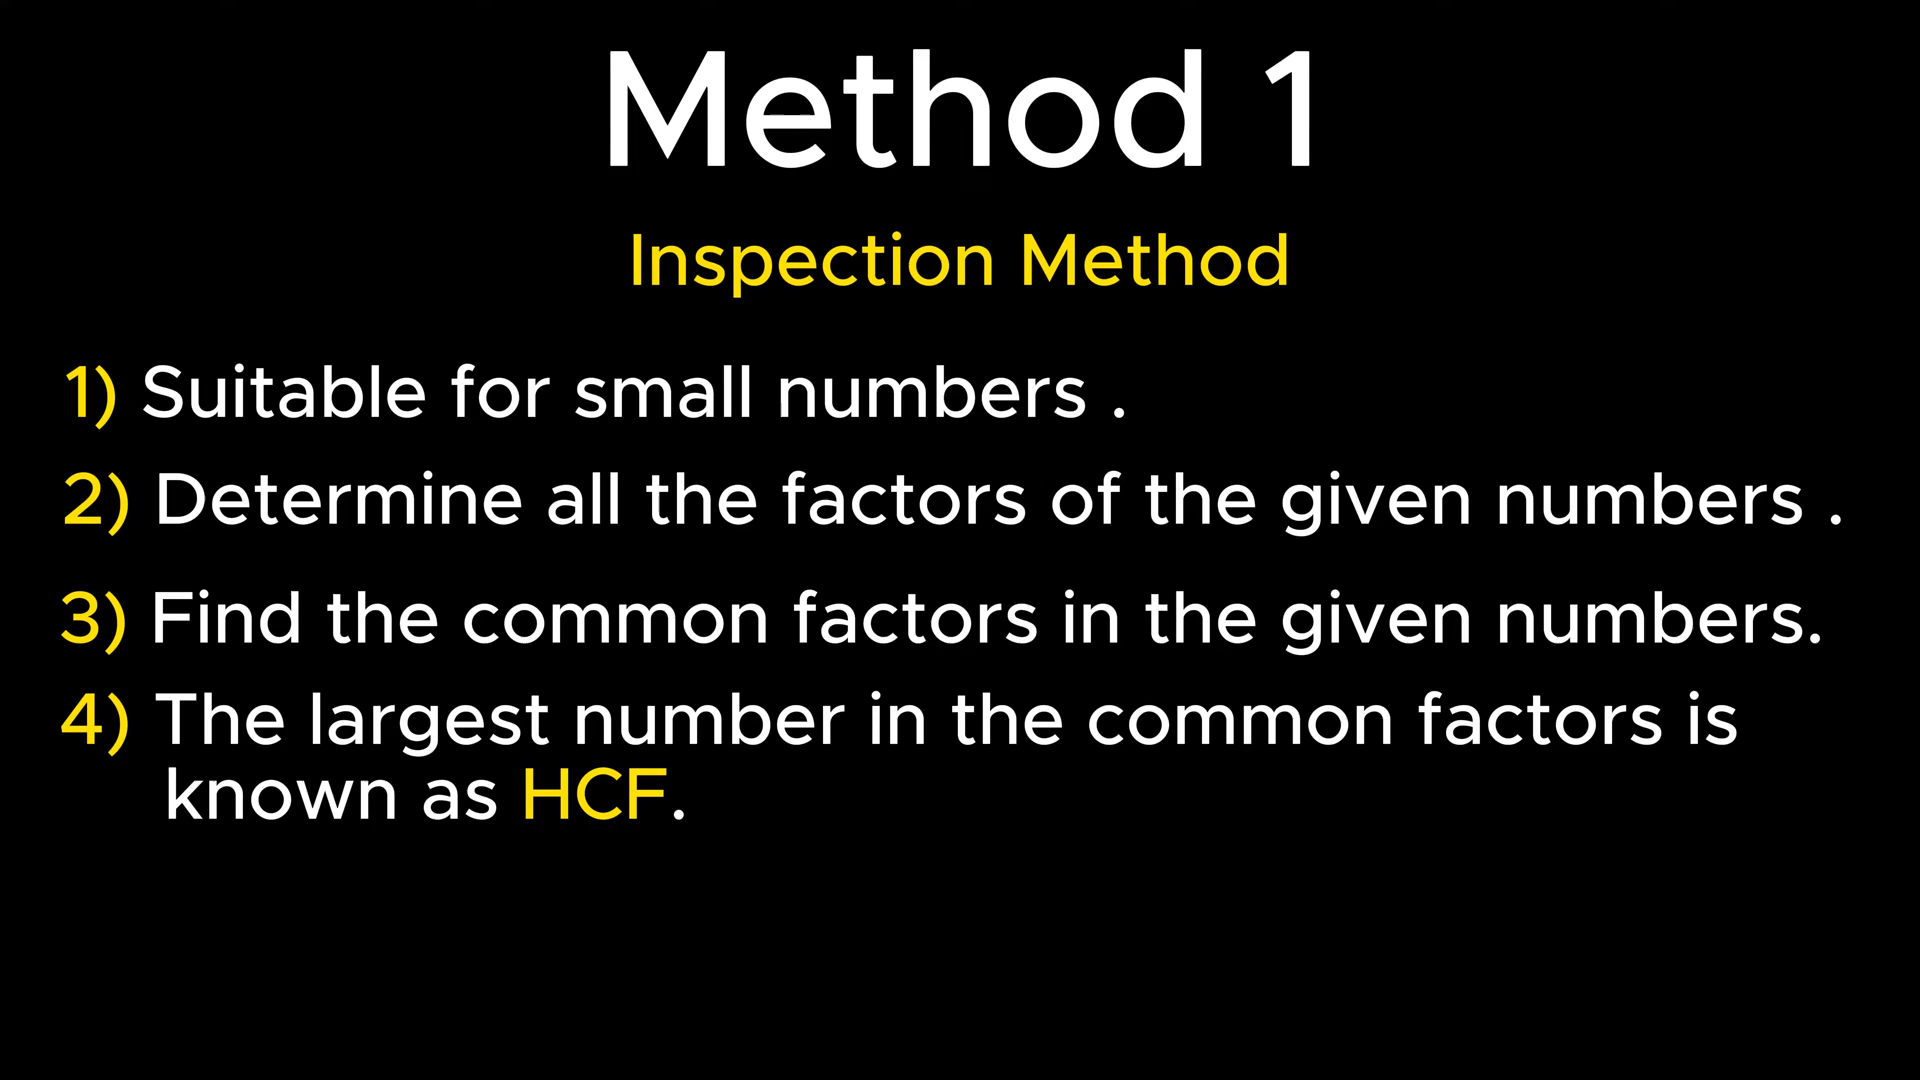 Method 1
Inspection Method
1) Suitable for small numbers .
2) Determine all the factors of the given numbers .
3) Find the common factors in the given numbers.
4) The largest number in the common factors is
known as HCF.